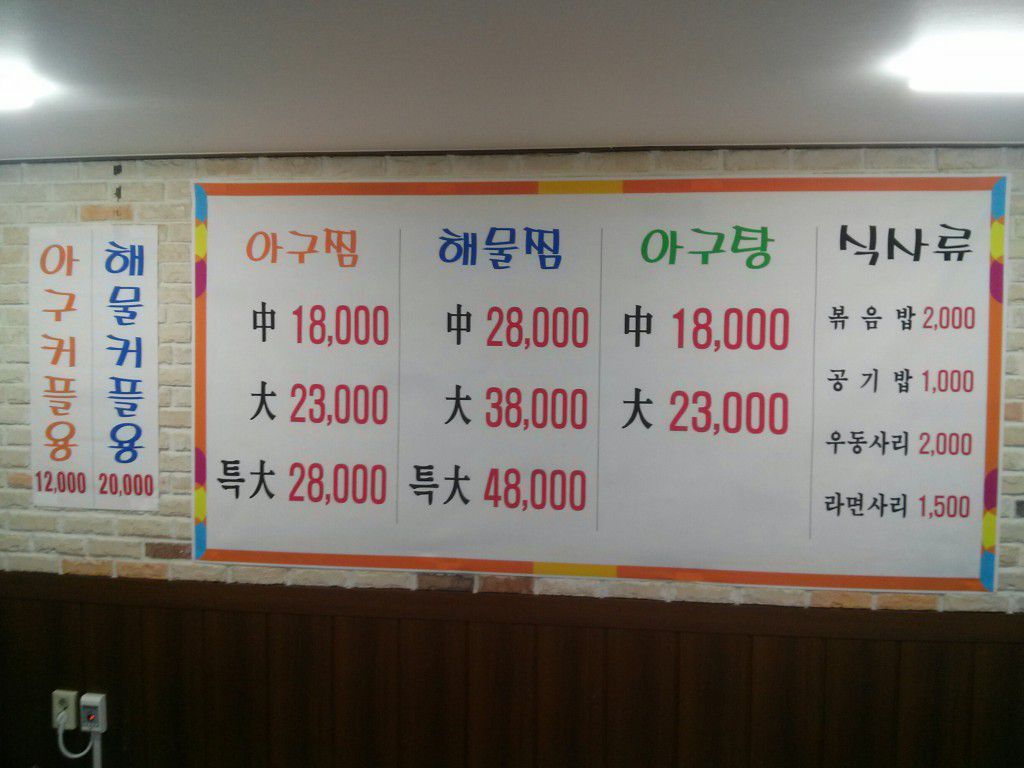 아구커플용
12,000
해물커플용
20,000
아구찜
中 18,000
大 23,000
특大 28,000
해물찜
中 28,000
大 38,000
특大 48,000
아구탕
中 18,000
大 23,000
식사류
볶음밥 2,000
공기밥 1,000
우동사리 2,000
라면사리 1,500